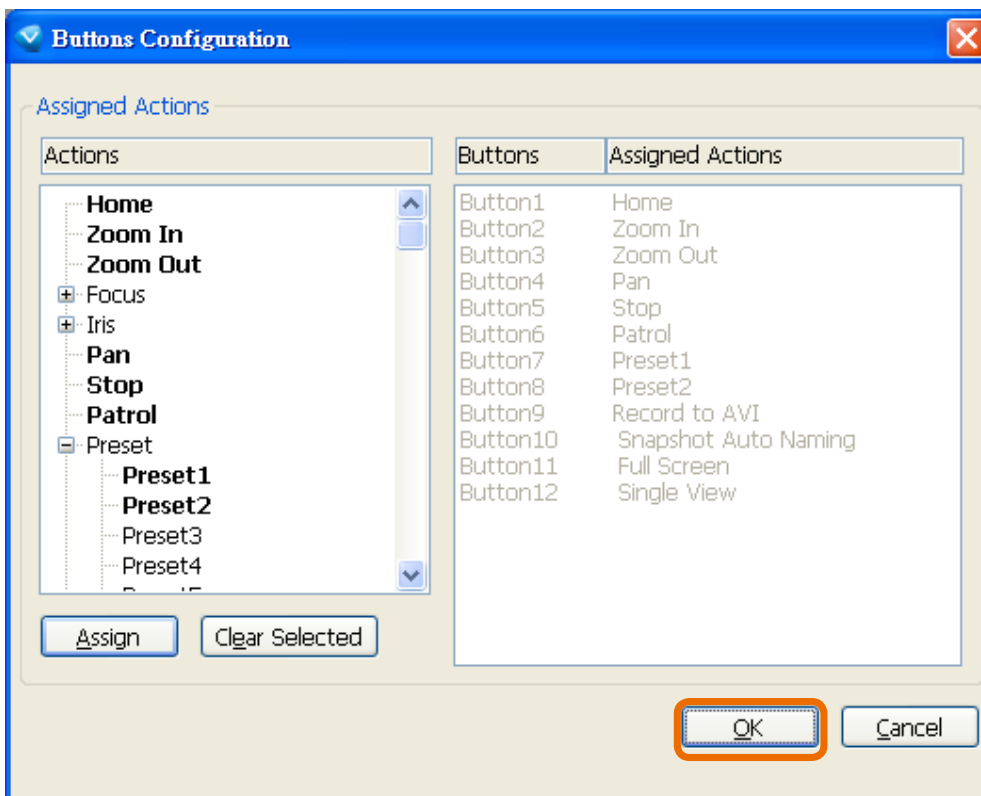 Buttons Configuration
Assigned Actions
Actions
Home
Zoom In
Zoom Out
Focus
Iris
Pan
Stop
Patrol
Preset
Preset1
Preset2
Preset3
Preset4
Assign Clear Selected
Buttons Assigned Actions
Button1 Home
Button2 Zoom In
Button3 Zoom Out
Button4 Pan
Button5 Stop
Button6 Patrol
Button7 Preset1
Button8 Preset2
Button9 Record to AVI
Button10 Snapshot Auto Naming
Button11 Full Screen
Button12 Single View
OK Cancel